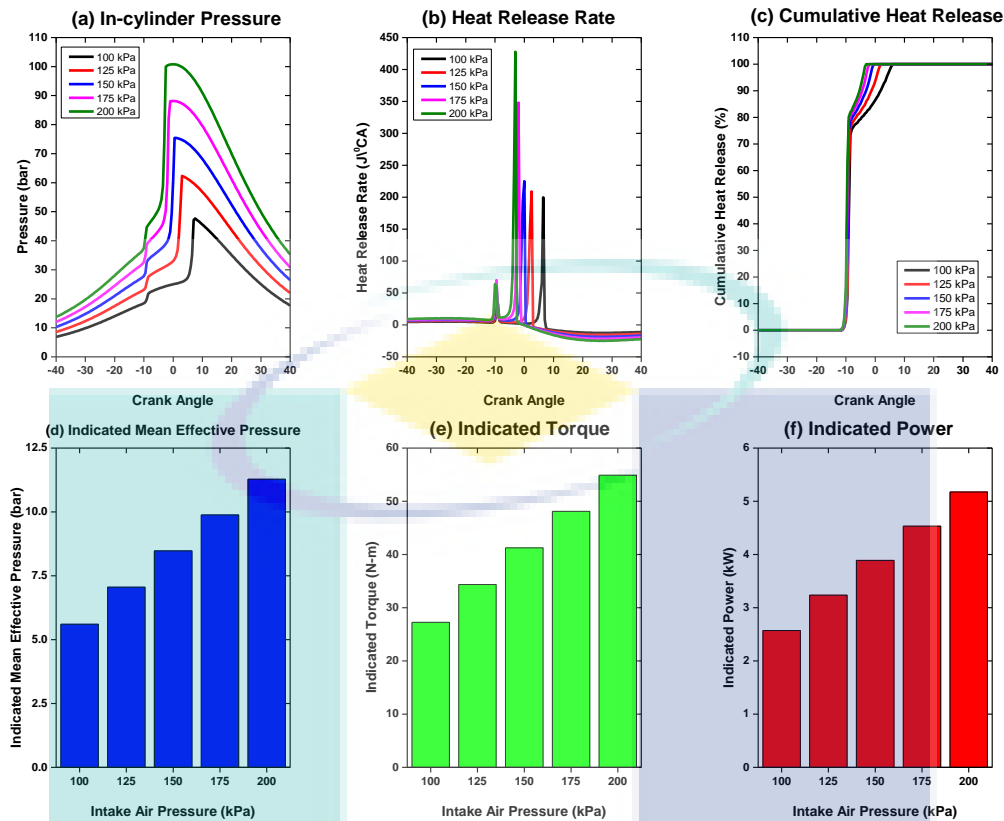 (a) In-cylinder Pressure
(b) Heat Release Rate
(c) Cumulative Heat Release
Pressure (bar)
110
100
90
80
70
60
50
40
30
20
10
0
100 kPa
125 kPa
150 kPa
175 kPa
200 kPa
-40 -30 -20 -10 0 10 20 30 40
Crank Angle
Heat Release Rate (J\⁰CA)
450
400
350
300
250
200
150
100
50
0
-50
100 kPa
125 kPa
150 kPa
175 kPa
200 kPa
-40 -30 -20 -10 0 10 20 30 40
Crank Angle
Cumulatative Heat Release (%)
110
100
90
80
70
60
50
40
30
20
10
0
-10
100 kPa
125 kPa
150 kPa
175 kPa
200 kPa
-40 -30 -20 -10 0 10 20 30 40
Crank Angle
(d) Indicated Mean Effective Pressure
(e) Indicated Torque
(f) Indicated Power
Indicated Mean Effective Pressure (bar)
12.5
10.0
7.5
5.0
2.5
0.0
100 125 150 175 200
Intake Air Pressure (kPa)
Indicated Torque (N-m)
60
50
40
30
20
10
0
100 125 150 175 200
Intake Air Pressure (kPa)
Indicated Power (kW)
6
5
4
3
2
1
0
100 125 150 175 200
Intake Air Pressure (kPa)